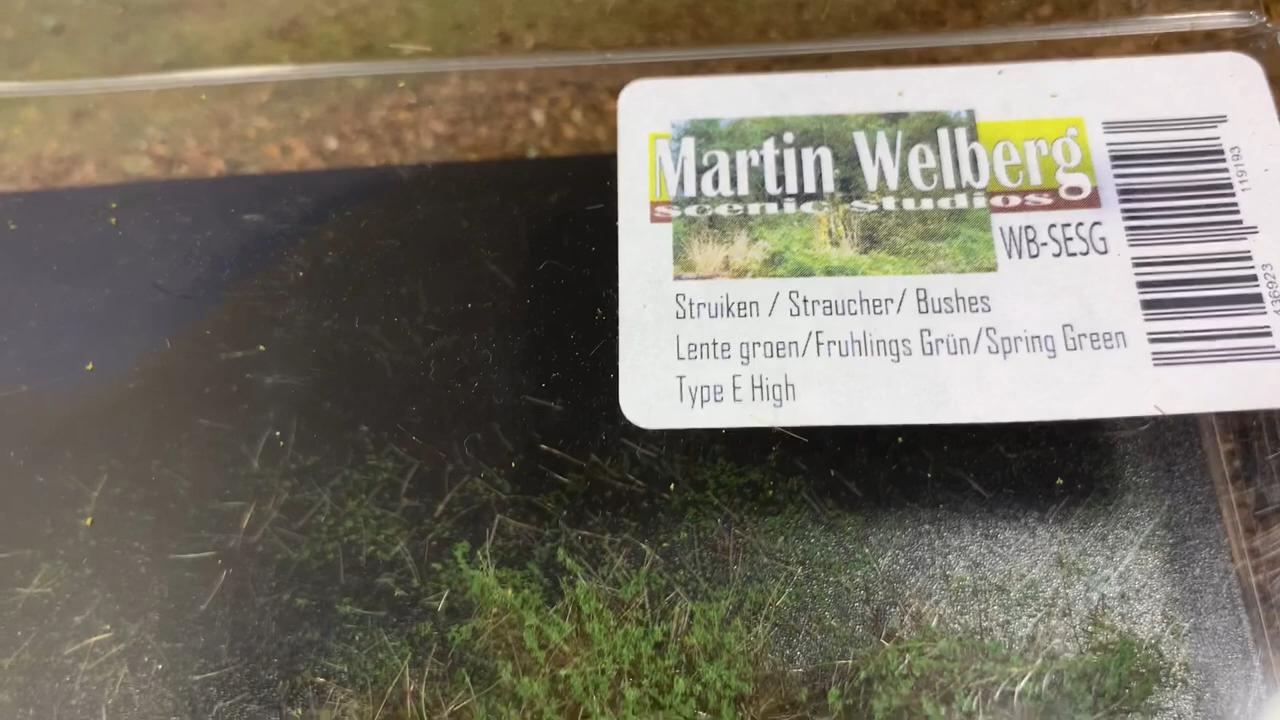 Martin Welberg
scenic studios
WB-SESG
Struiken / Straucher/ Bushes
Lente groen/Fruhlings Grün/Spring Green
Type E High
119193